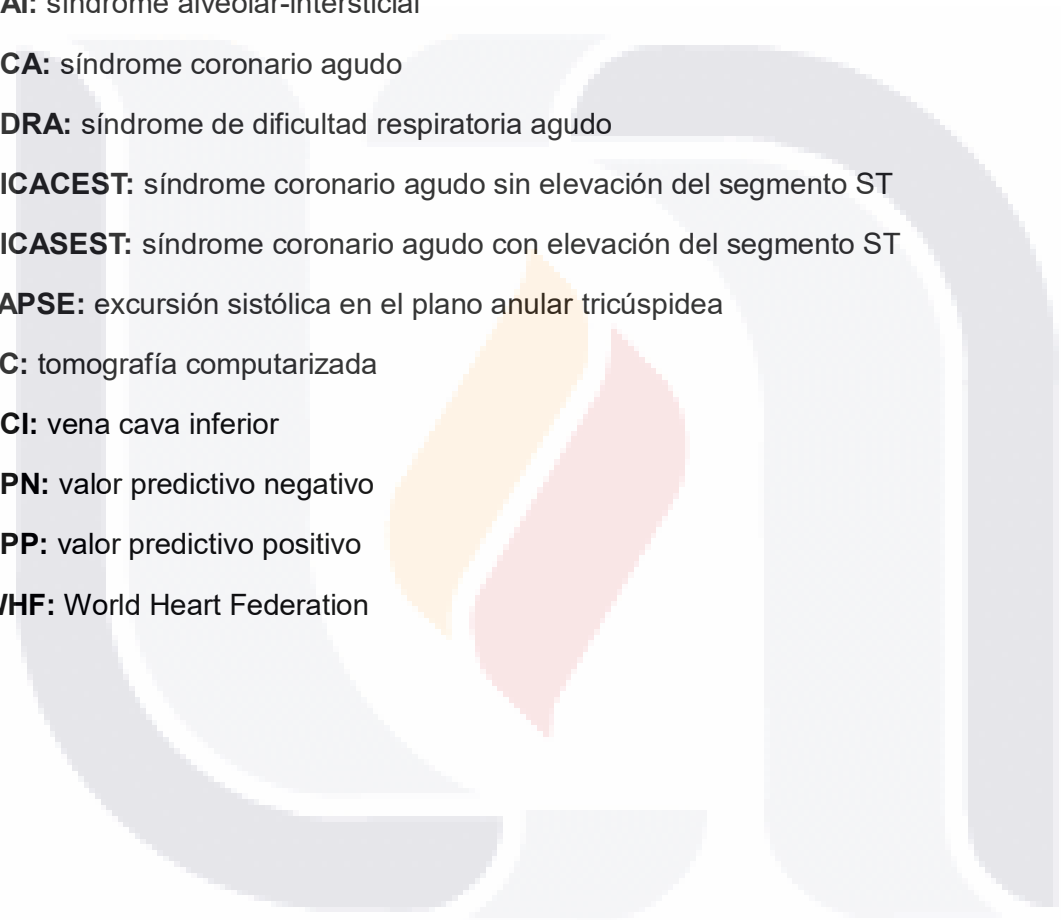 AI: síndrome alveolar-intersticial
CA: síndrome coronario agudo
DRA: síndrome de dificultad respiratoria agudo
ICACEST: síndrome coronario agudo sin elevación del segmento ST
ICASEST: síndrome coronario agudo con elevación del segmento ST
APSE: excursión sistólica en el plano anular tricúspidea
C: tomografía computarizada
CI: vena cava inferior
PN: valor predictivo negativo
PP: valor predictivo positivo
WHF: World Heart Federation